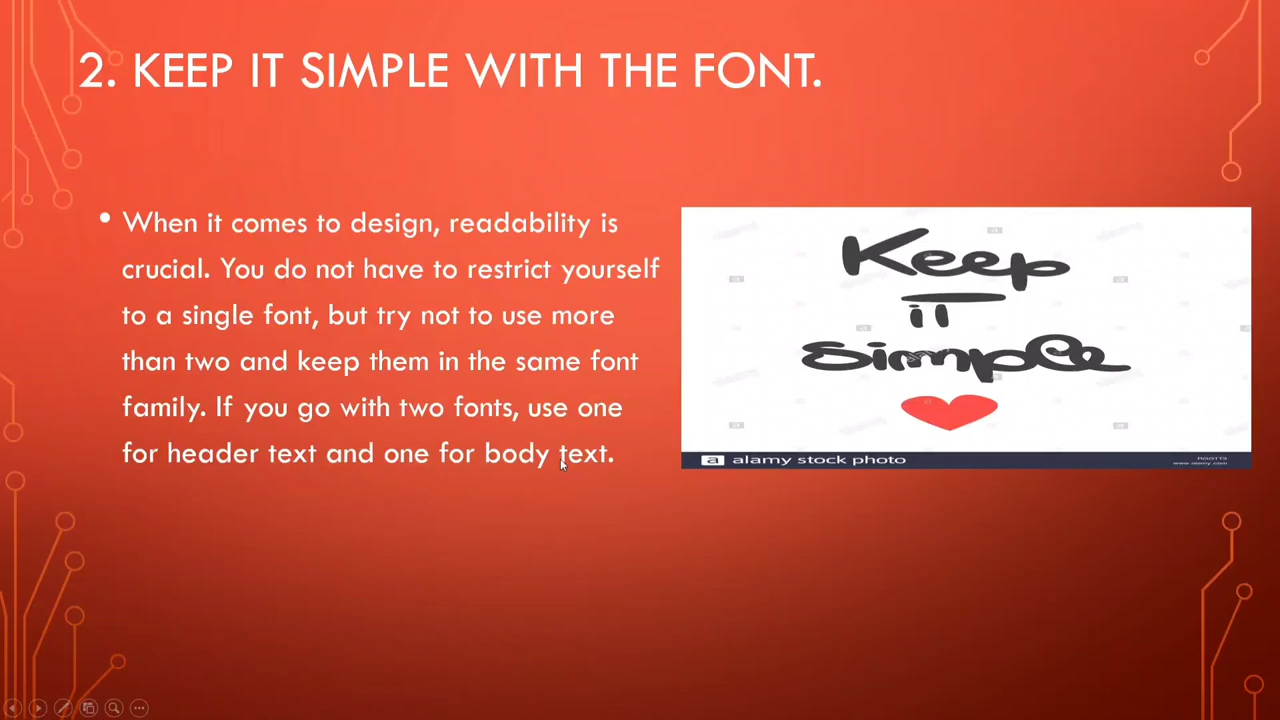 2. KEEP IT SIMPLE WITH THE FONT.
• When it comes to design, readability is
crucial. You do not have to restrict yourself
to a single font, but try not to use more
than two and keep them in the same font
family. If you go with two fonts, use one
for header text and one for body text.
Keep
it
Simple
a alamy stock photo
www.alamy.com